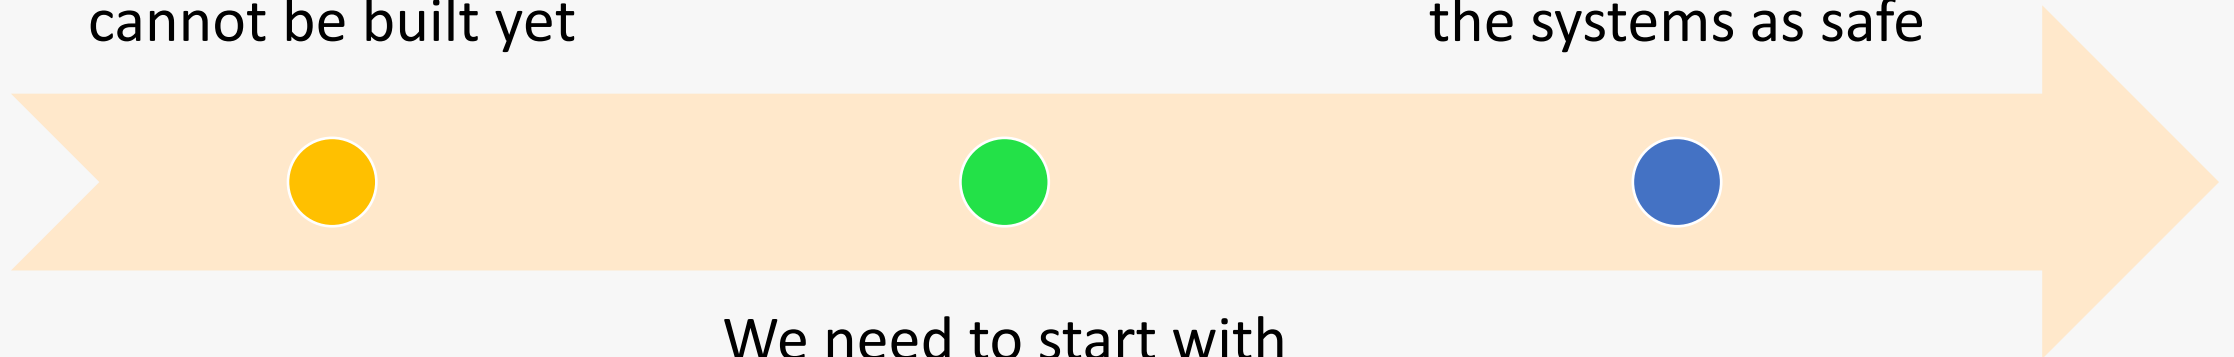 cannot be built yet
the systems as safe
We need to start with